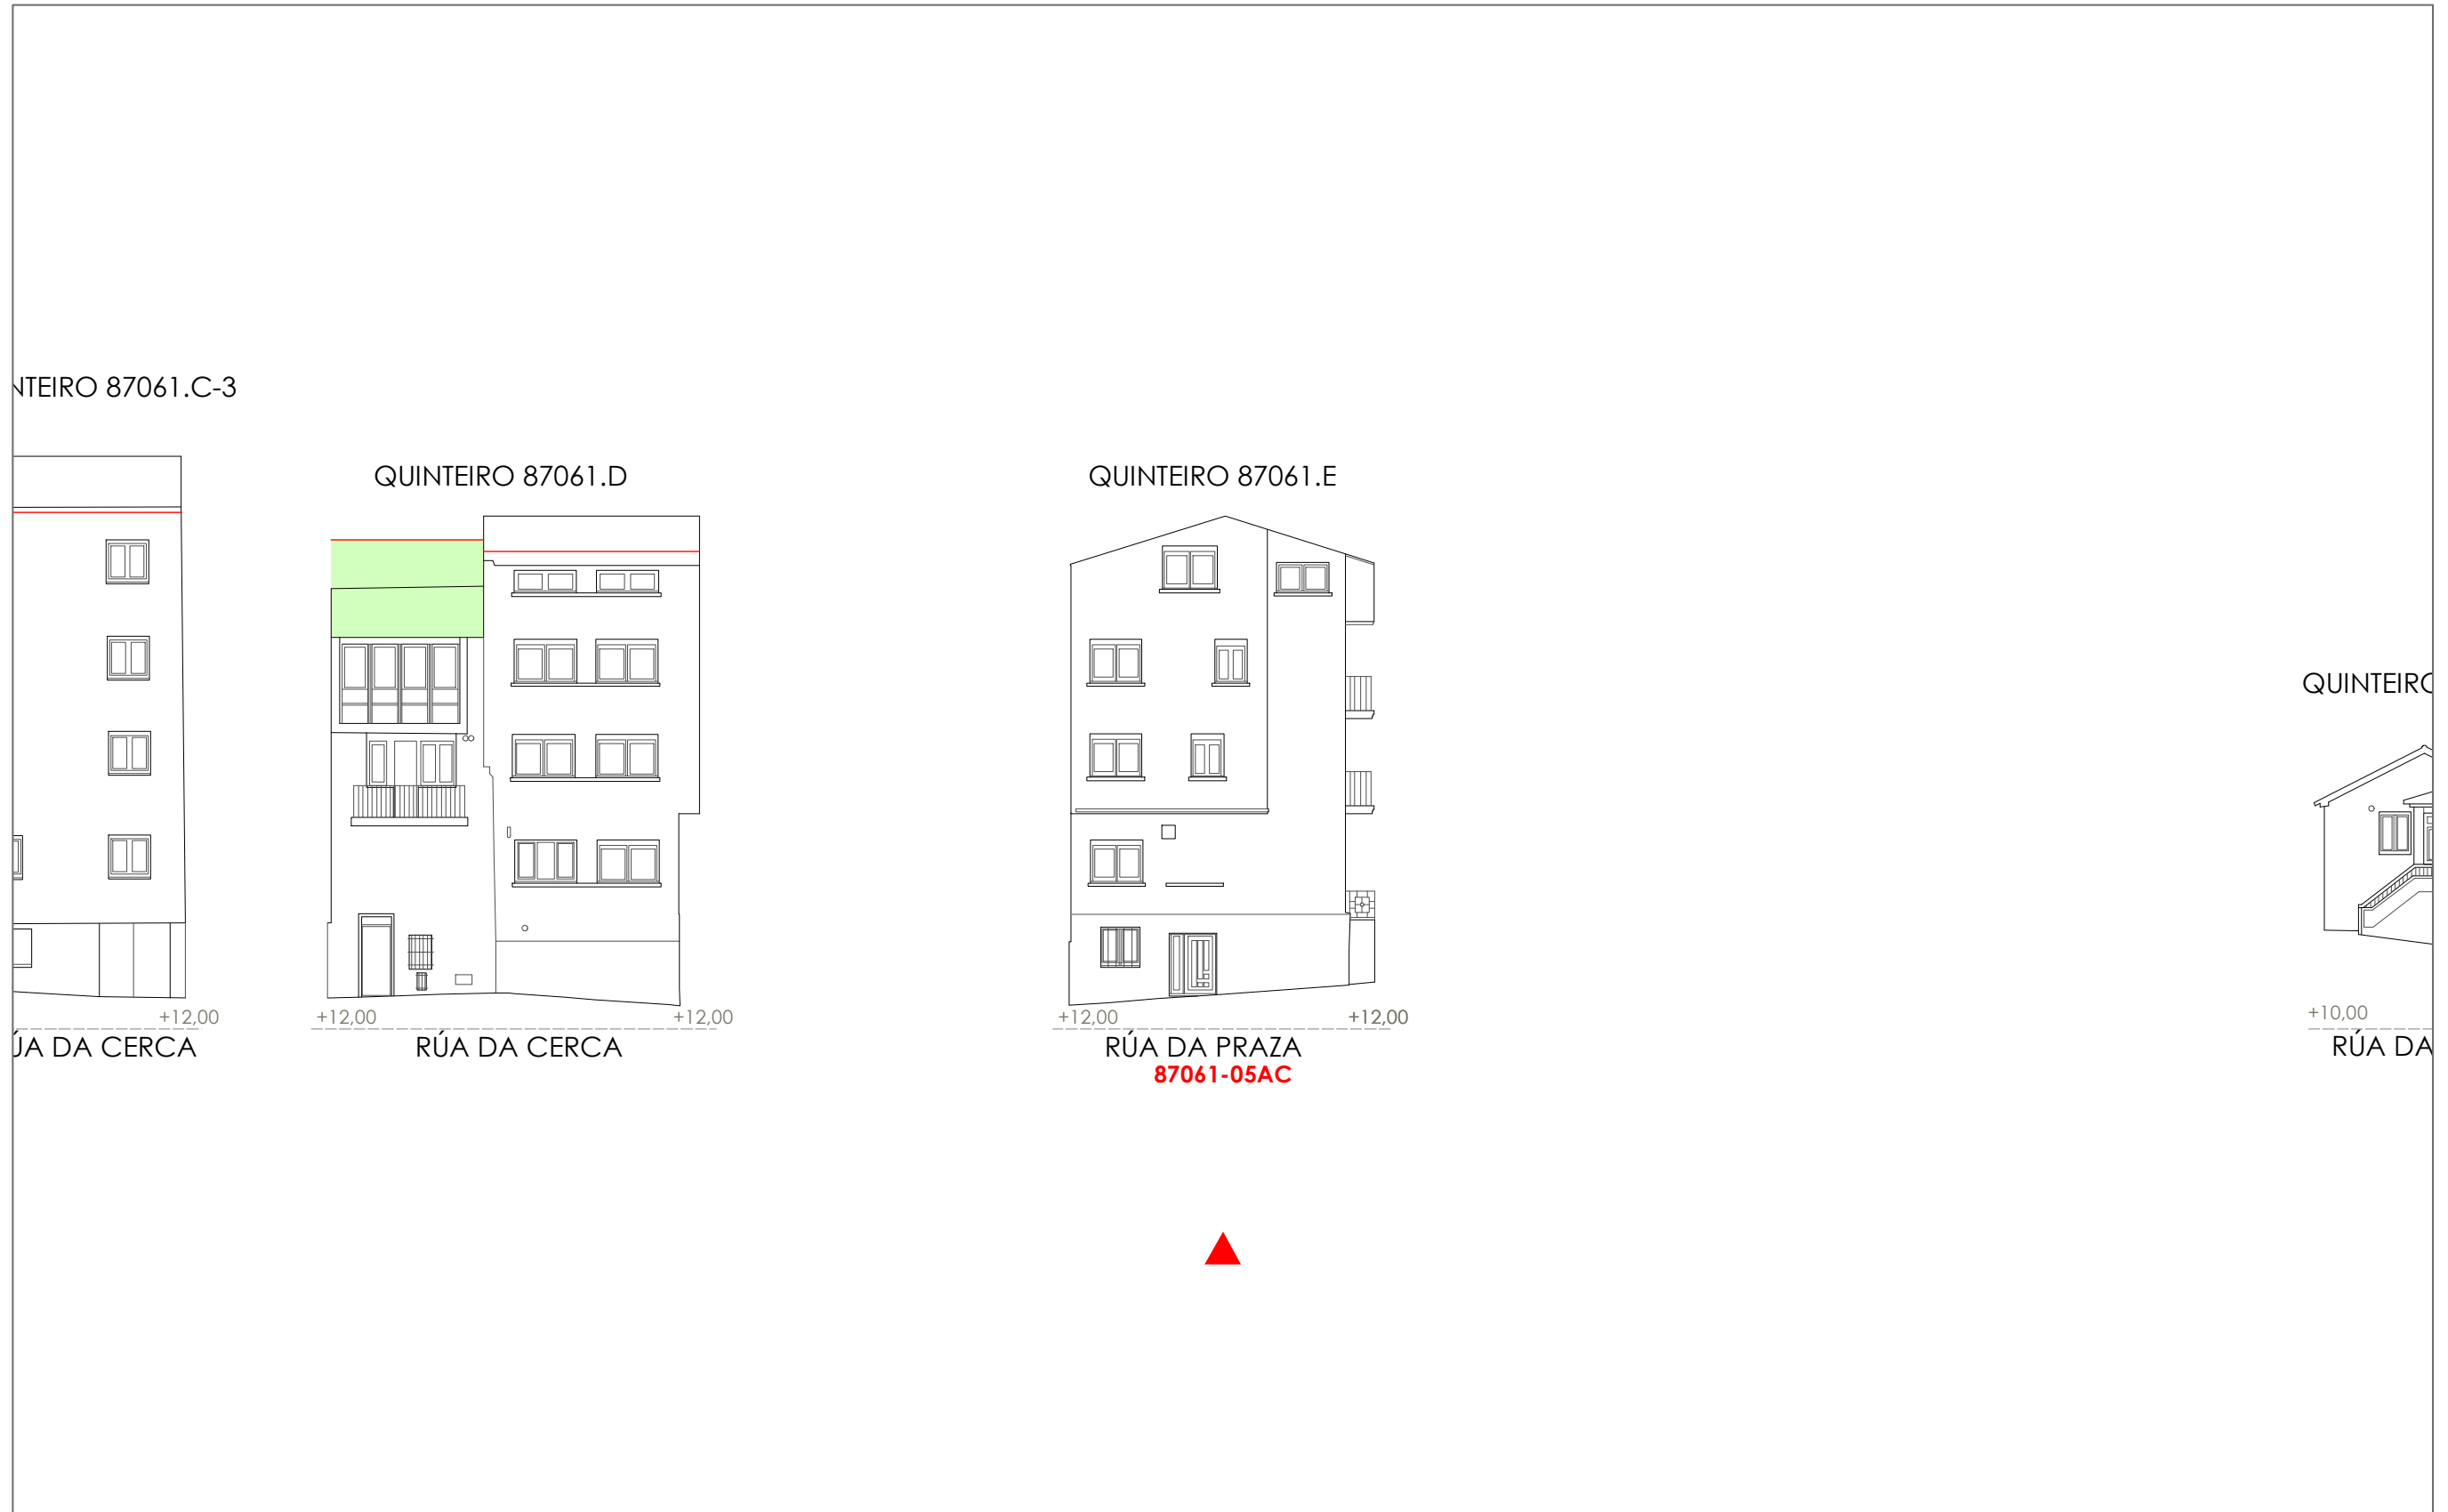 NTEIRO 87061.C-3
QUINTEIRO 87061.D
QUINTEIRO 87061.E
QUINTEIRO
+12,00
+12,00
+12,00
+12,00
+12,00
+10,00
ÚA DA CERCA
RÚA DA CERCA
RÚA DA PRAZA
87061-05AC
RÚA DA